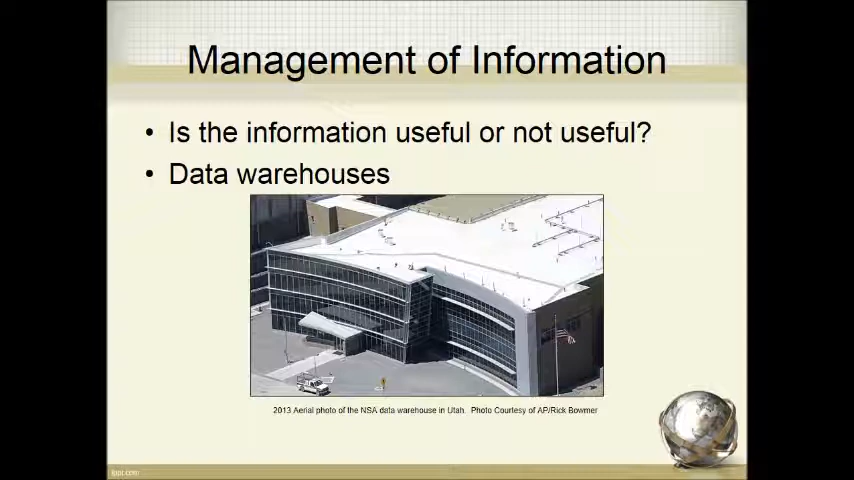 Management of Information
• Is the information useful or not useful?
• Data warehouses
2013 Aerial photo of the NSA data warehouse in Utah. Photo Courtesy of AP/Rick Bowmer